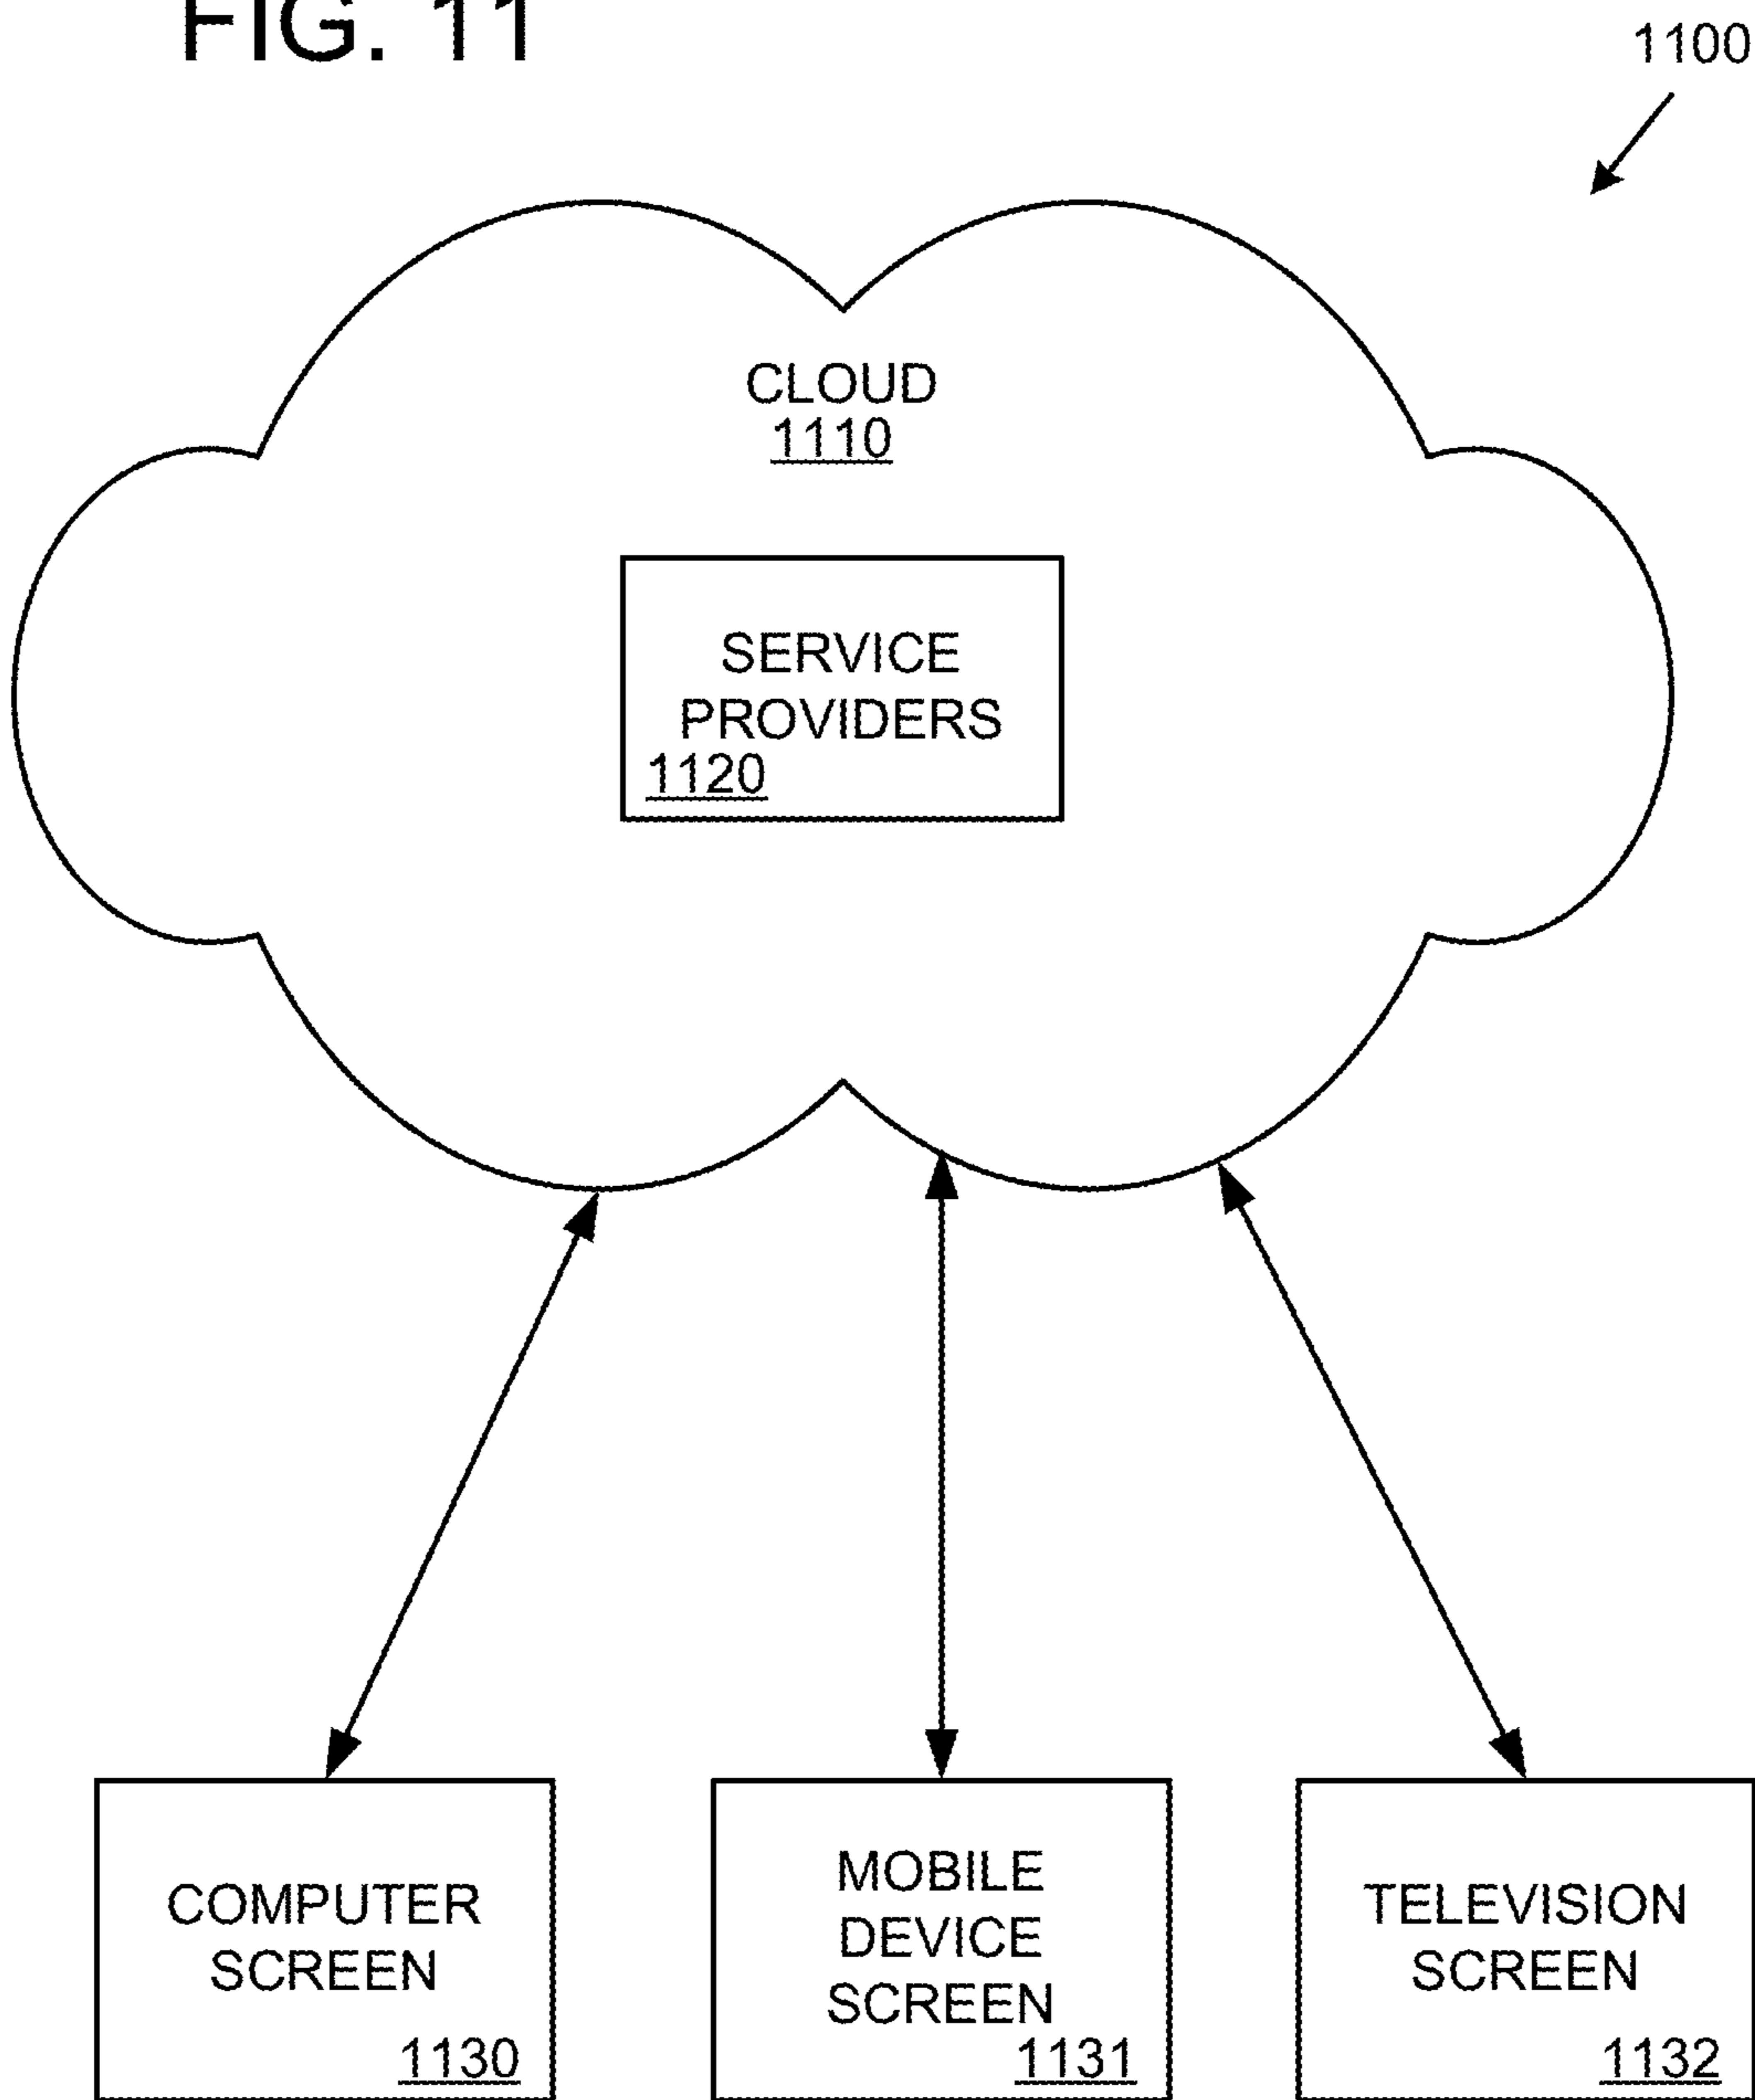 FIG. 11
1100
CLOUD
1110
SERVICE
PROVIDERS
1120
COMPUTER
SCREEN
1130
MOBILE
DEVICE
SCREEN
1131
TELEVISION
SCREEN
1132